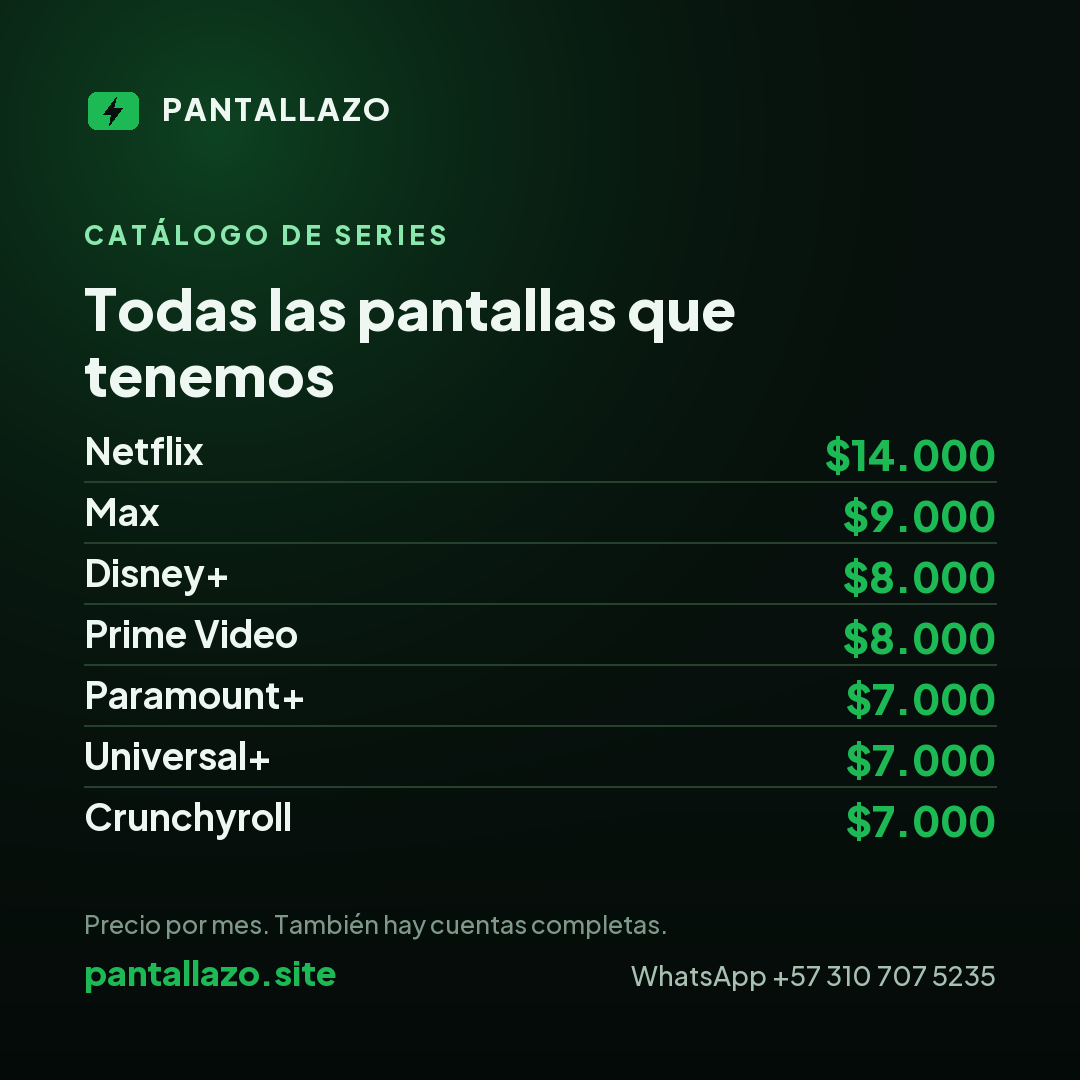 PANTALLAZO
CATÁLOGO DE SERIES
Todas las pantallas que
tenemos
Netflix $14.000
Max $9.000
Disney+ $8.000
Prime Video $8.000
Paramount+ $7.000
Universal+ $7.000
Crunchyroll $7.000
Precio por mes. También hay cuentas completas.
pantallazo.site WhatsApp +57 310 707 5235